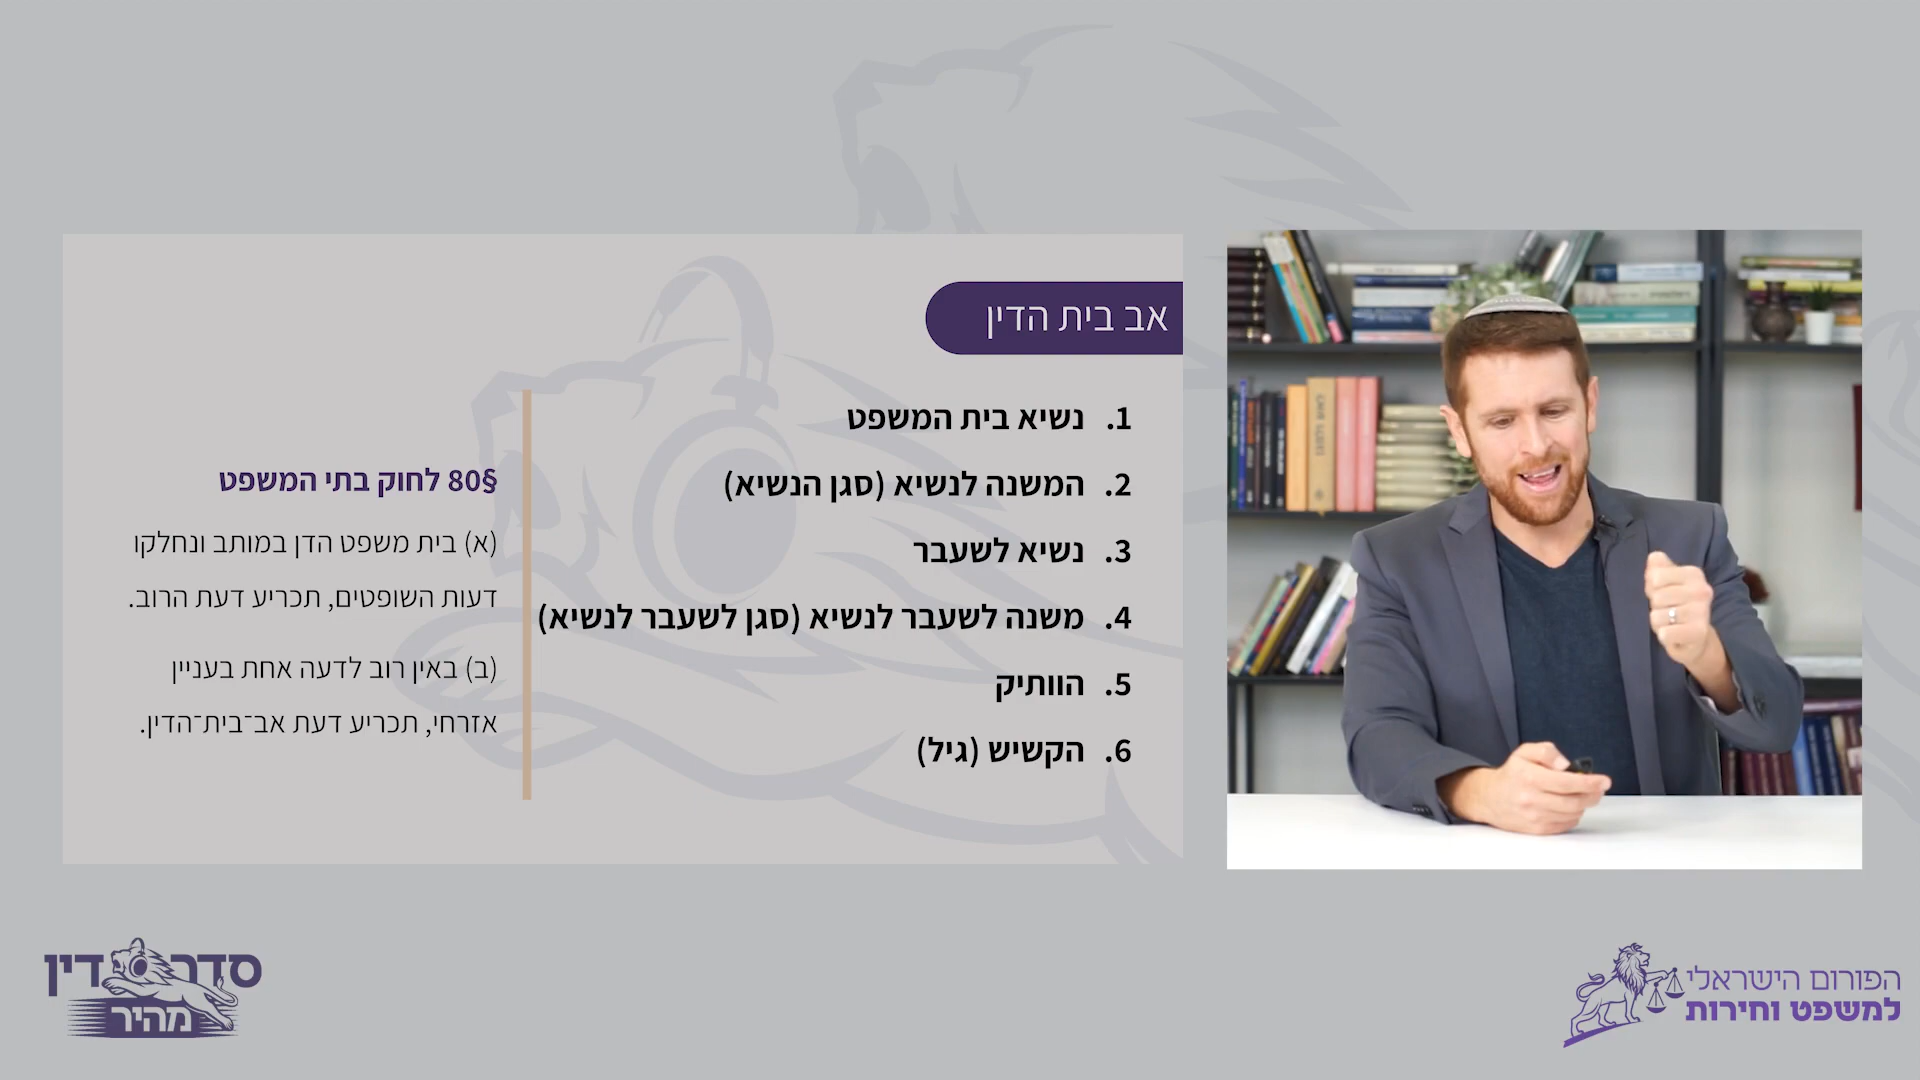 אב בית הדין
1. נשיא בית המשפט
2. המשנה לנשיא (סגן הנשיא)
3. נשיא לשעבר
4. משנה לשעבר לנשיא (סגן לשעבר לנשיא)
5. הוותיק
6. הקשיש (גיל)
§80 לחוק בתי המשפט
(א) בית משפט הדן במותב ונחלקו
דעות השופטים, תכריע דעת הרוב.
(ב) באין רוב לדעה אחת בעניין
אזרחי, תכריע דעת אב־בית־הדין.
סדר דין
מהיר
הפורום הישראלי
למשפט וחירות